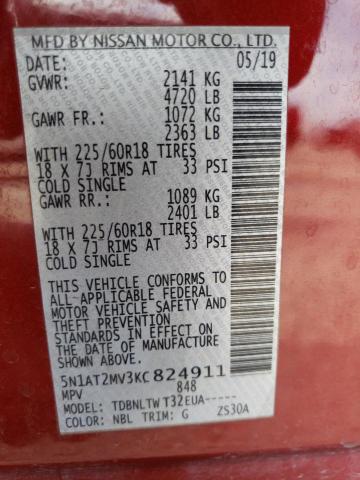 MFD BY NISSAN MOTOR CO., LTD.
DATE: 05/19
GVWR: 2141 KG
4720 LB
GAWR FR.: 1072 KG
2363 LB
WITH 225/60R18 TIRES
18 X 7J RIMS AT 33 PSI
COLD SINGLE
GAWR RR.: 1089 KG
2401 LB
WITH 225/60R18 TIRES
18 X 7J RIMS AT 33 PSI
COLD SINGLE
THIS VEHICLE CONFORMS TO
ALL APPLICABLE FEDERAL
MOTOR VEHICLE SAFETY AND
THEFT PREVENTION
STANDARDS IN EFFECT ON
THE DATE OF MANUFACTURE
SHOWN ABOVE.
5N1AT2MV3KC824911
MPV 848
MODEL: TDBNLTWT32EUA-----
COLOR: NBL TRIM: G ZS30A